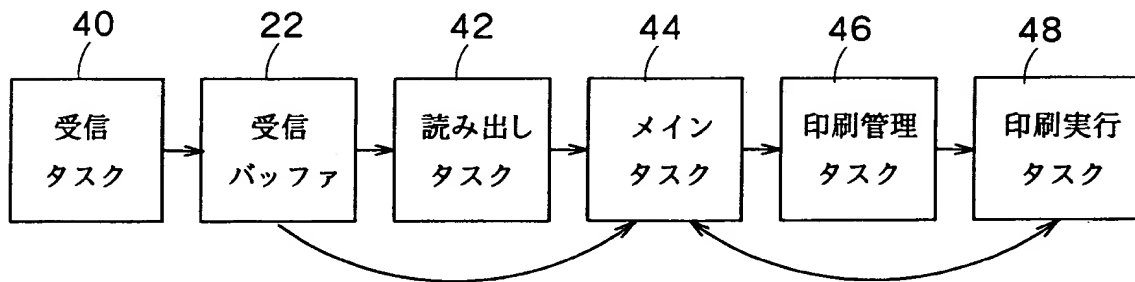 40
22
42
44
46
48
受信
タスク
受信
バッファ
読み出し
タスク
メイン
タスク
印刷管理
タスク
印刷実行
タスク